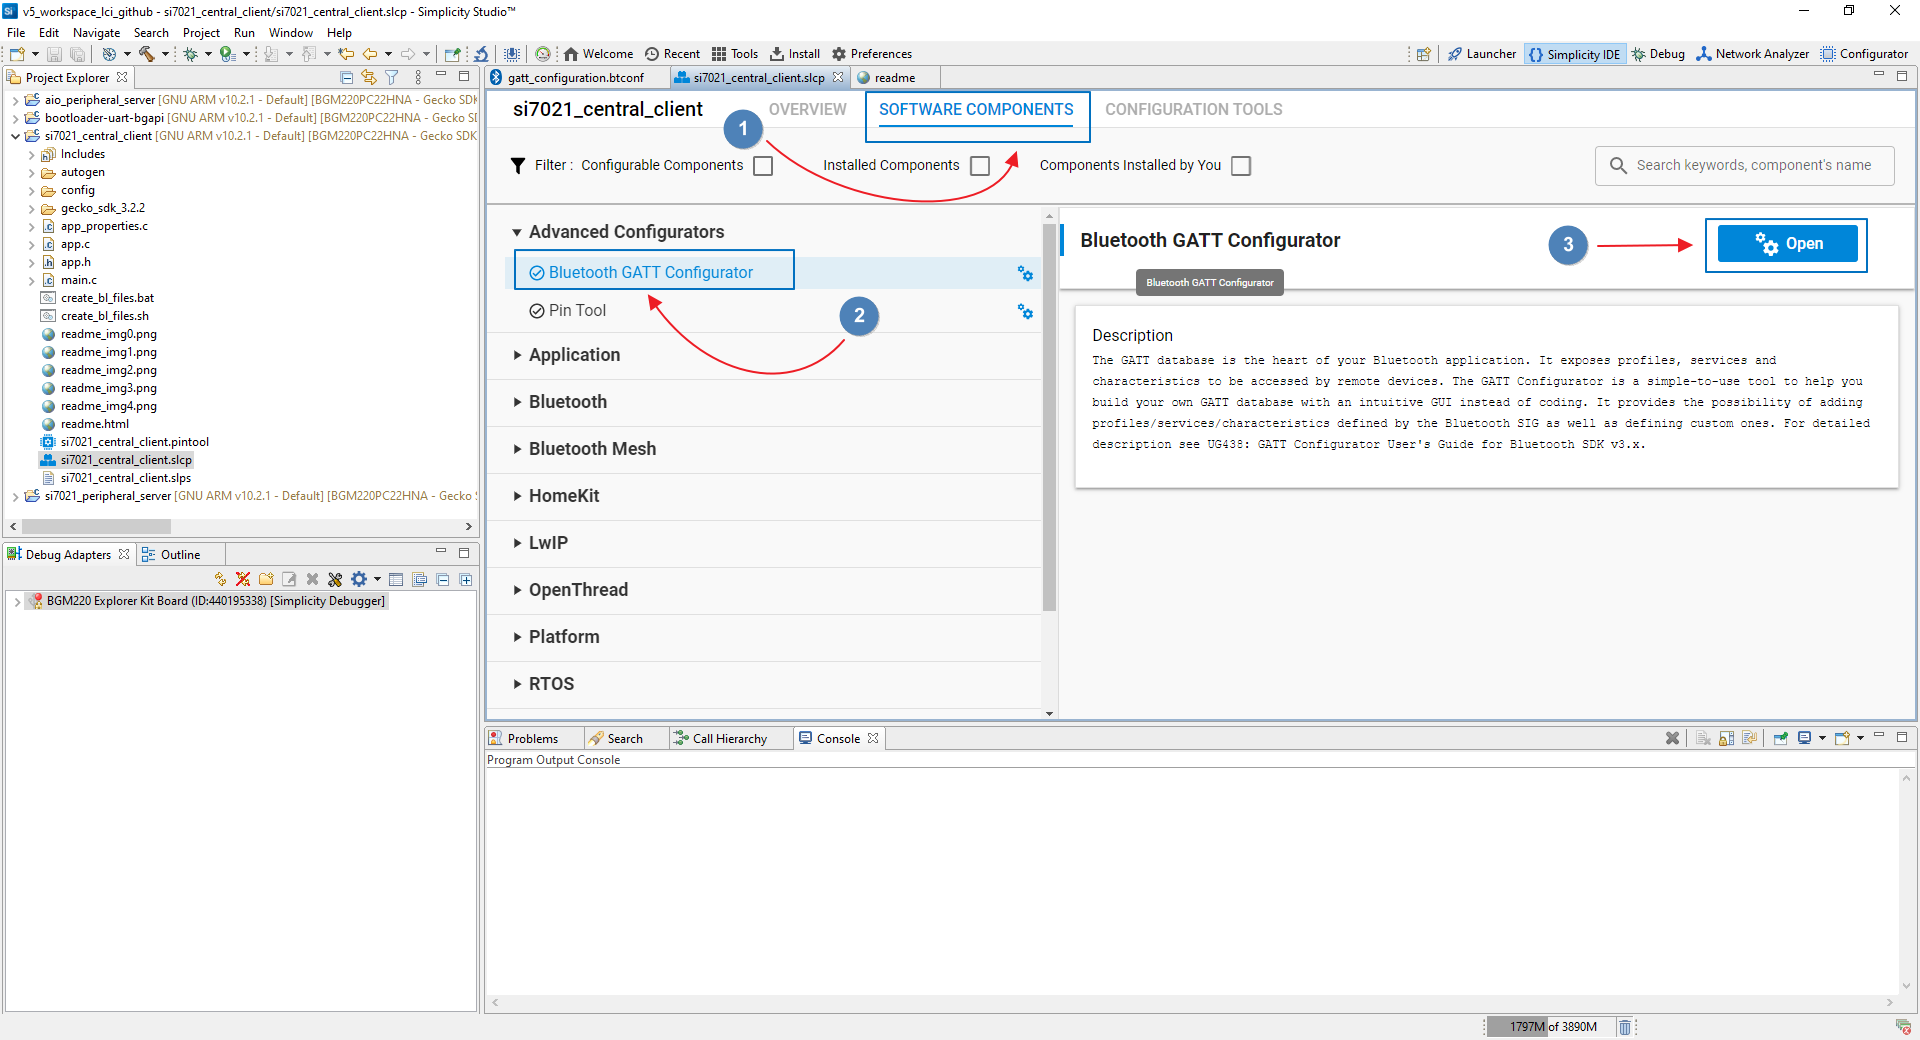 v5_workspace_lci_github - si7021_central_client/si7021_central_client.slcp - Simplicity Studio™
File Edit Navigate Search Project Run Window Help
Welcome Recent Tools Install Preferences Launcher Simplicity IDE Debug Network Analyzer Configurator
Project Explorer
aio_peripheral_server [GNU ARM v10.2.1 - Default] [BGM220PC22HNA - Gecko SDK
bootloader-uart-bgapi [GNU ARM v10.2.1 - Default] [BGM220PC22HNA - Gecko SD
si7021_central_client [GNU ARM v10.2.1 - Default] [BGM220PC22HNA - Gecko SDK
Includes
autogen
config
gecko_sdk_3.2.2
app_properties.c
app.c
app.h
main.c
create_bl_files.bat
create_bl_files.sh
readme_img0.png
readme_img1.png
readme_img2.png
readme_img3.png
readme_img4.png
readme.html
si7021_central_client.pintool
si7021_central_client.slcp
si7021_central_client.slps
si7021_peripheral_server [GNU ARM v10.2.1 - Default] [BGM220PC22HNA - Gecko
Debug Adapters Outline
BGM220 Explorer Kit Board (ID:440195338) [Simplicity Debugger]
gatt_configuration.btconf si7021_central_client.slcp readme
si7021_central_client OVERVIEW SOFTWARE COMPONENTS CONFIGURATION TOOLS
1
Filter : Configurable Components Installed Components Components Installed by You Search keywords, component's name
Advanced Configurators
Bluetooth GATT Configurator
Pin Tool
2
Application
Bluetooth
Bluetooth Mesh
HomeKit
LwIP
OpenThread
Platform
RTOS
Bluetooth GATT Configurator
3
Open
Bluetooth GATT Configurator
Description
The GATT database is the heart of your Bluetooth application. It exposes profiles, services and
characteristics to be accessed by remote devices. The GATT Configurator is a simple-to-use tool to help you
build your own GATT database with an intuitive GUI instead of coding. It provides the possibility of adding
profiles/services/characteristics defined by the Bluetooth SIG as well as defining custom ones. For detailed
description see UG438: GATT Configurator User's Guide for Bluetooth SDK v3.x.
Problems Search Call Hierarchy Console
Program Output Console
1797M of 3890M